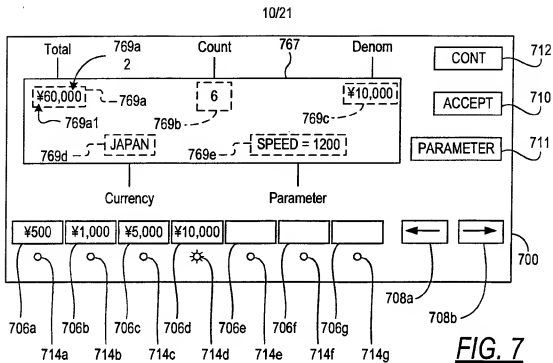 10/21
Total 769a 2 Count 767 Denom
CONT 712
¥60,000 769a 6 ¥10,000
ACCEPT 710
769a1 769b 769c
769d JAPAN 769e SPEED = 1200 PARAMETER 711
Currency Parameter
¥500 ¥1,000 ¥5,000 ¥10,000 ← →
700
706a 706b 706c 706d 706e 706f 706g 708a 708b
714a 714b 714c 714d 714e 714f 714g
FIG. 7